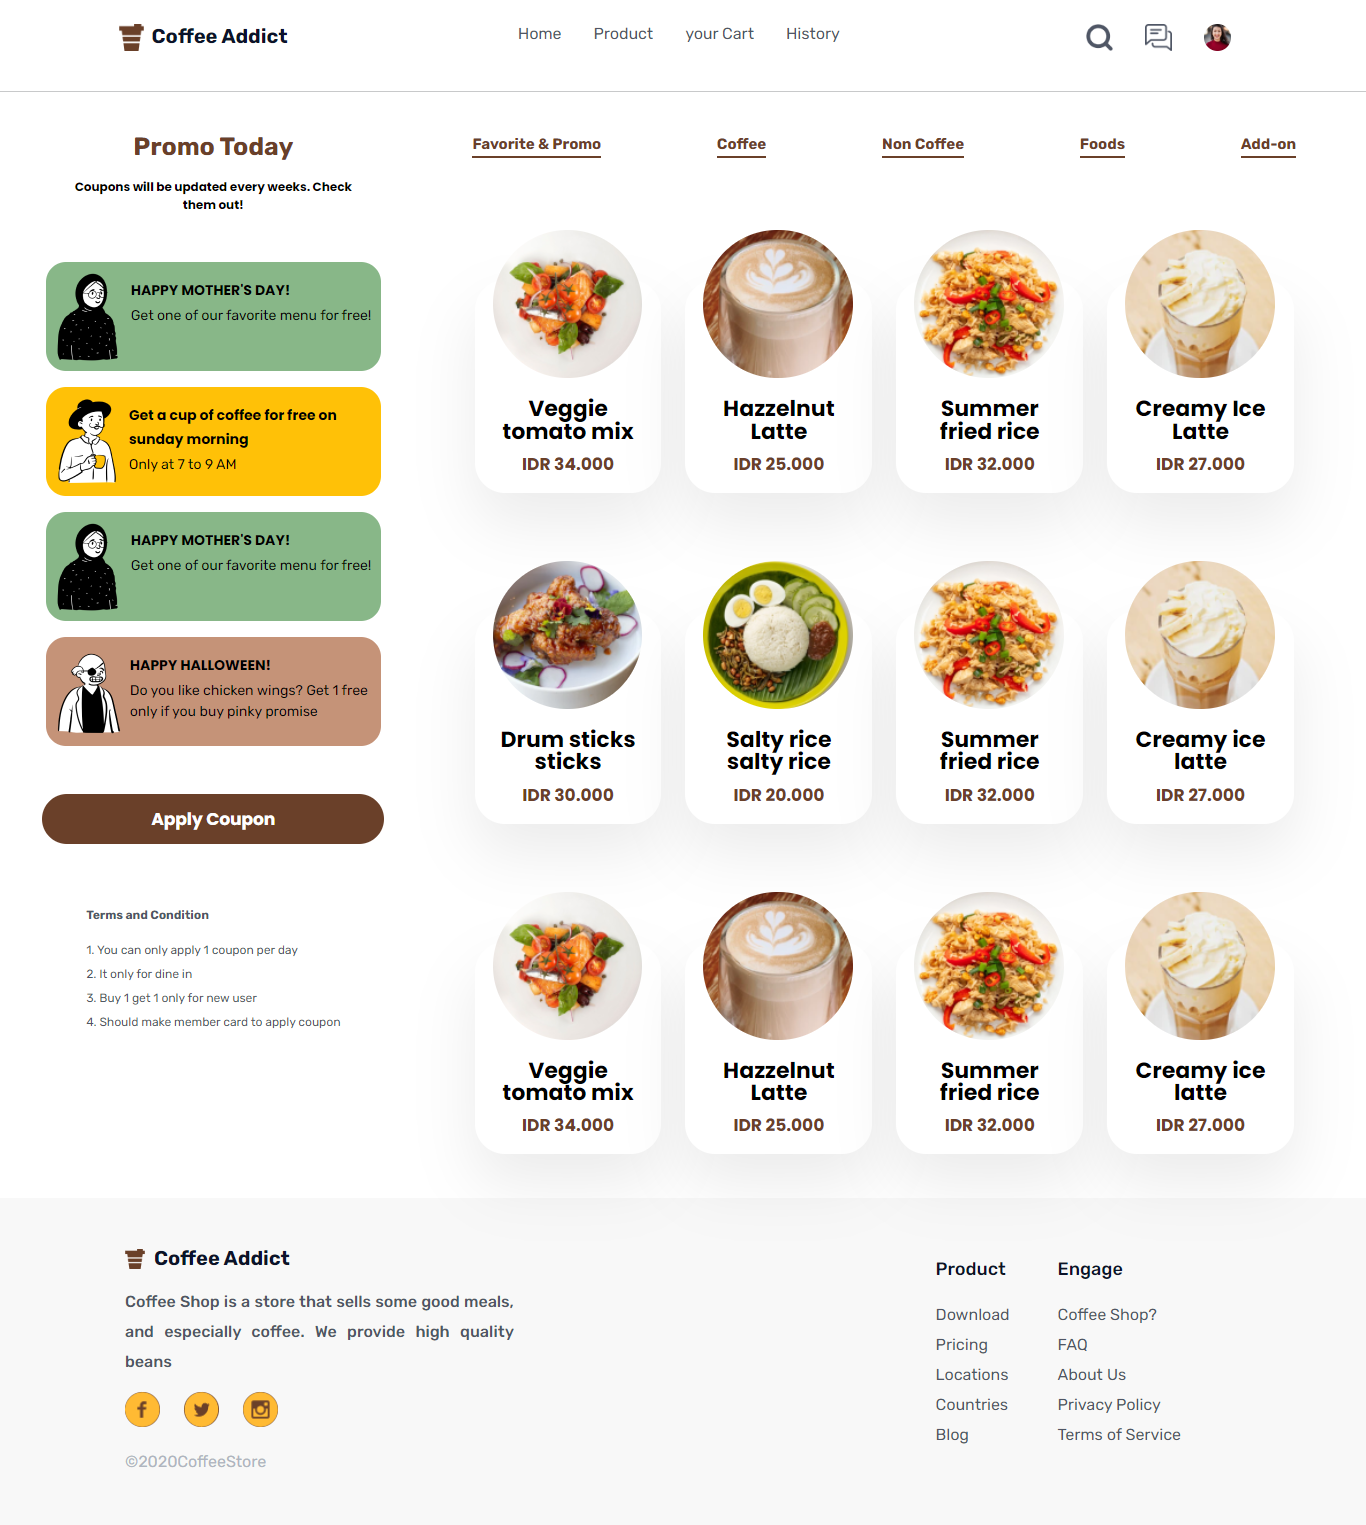 Coffee Addict
Home
Product
your Cart
History
Promo Today
Coupons will be updated every weeks. Check
them out!
HAPPY MOTHER'S DAY!
Get one of our favorite menu for free!
Get a cup of coffee for free on
sunday morning
Only at 7 to 9 AM
HAPPY MOTHER'S DAY!
Get one of our favorite menu for free!
HAPPY HALLOWEEN!
Do you like chicken wings? Get 1 free
only if you buy pinky promise
Apply Coupon
Terms and Condition
1. You can only apply 1 coupon per day
2. It only for dine in
3. Buy 1 get 1 only for new user
4. Should make member card to apply coupon
Favorite & Promo
Coffee
Non Coffee
Foods
Add-on
Veggie
tomato mix
IDR 34.000
Hazzelnut
Latte
IDR 25.000
Summer
fried rice
IDR 32.000
Creamy Ice
Latte
IDR 27.000
Drum sticks
sticks
IDR 30.000
Salty rice
salty rice
IDR 20.000
Summer
fried rice
IDR 32.000
Creamy ice
latte
IDR 27.000
Veggie
tomato mix
IDR 34.000
Hazzelnut
Latte
IDR 25.000
Summer
fried rice
IDR 32.000
Creamy ice
latte
IDR 27.000
Coffee Addict
Coffee Shop is a store that sells some good meals,
and especially coffee. We provide high quality
beans
©2020CoffeeStore
Product
Download
Pricing
Locations
Countries
Blog
Engage
Coffee Shop?
FAQ
About Us
Privacy Policy
Terms of Service